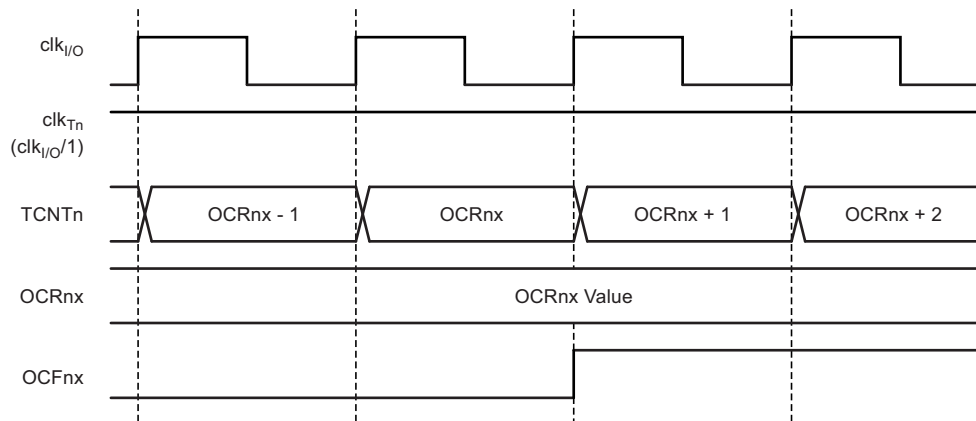 clkI/O
clkTn
(clkI/O/1)
TCNTn
OCRnx - 1
OCRnx
OCRnx + 1
OCRnx + 2
OCRnx
OCRnx Value
OCFnx